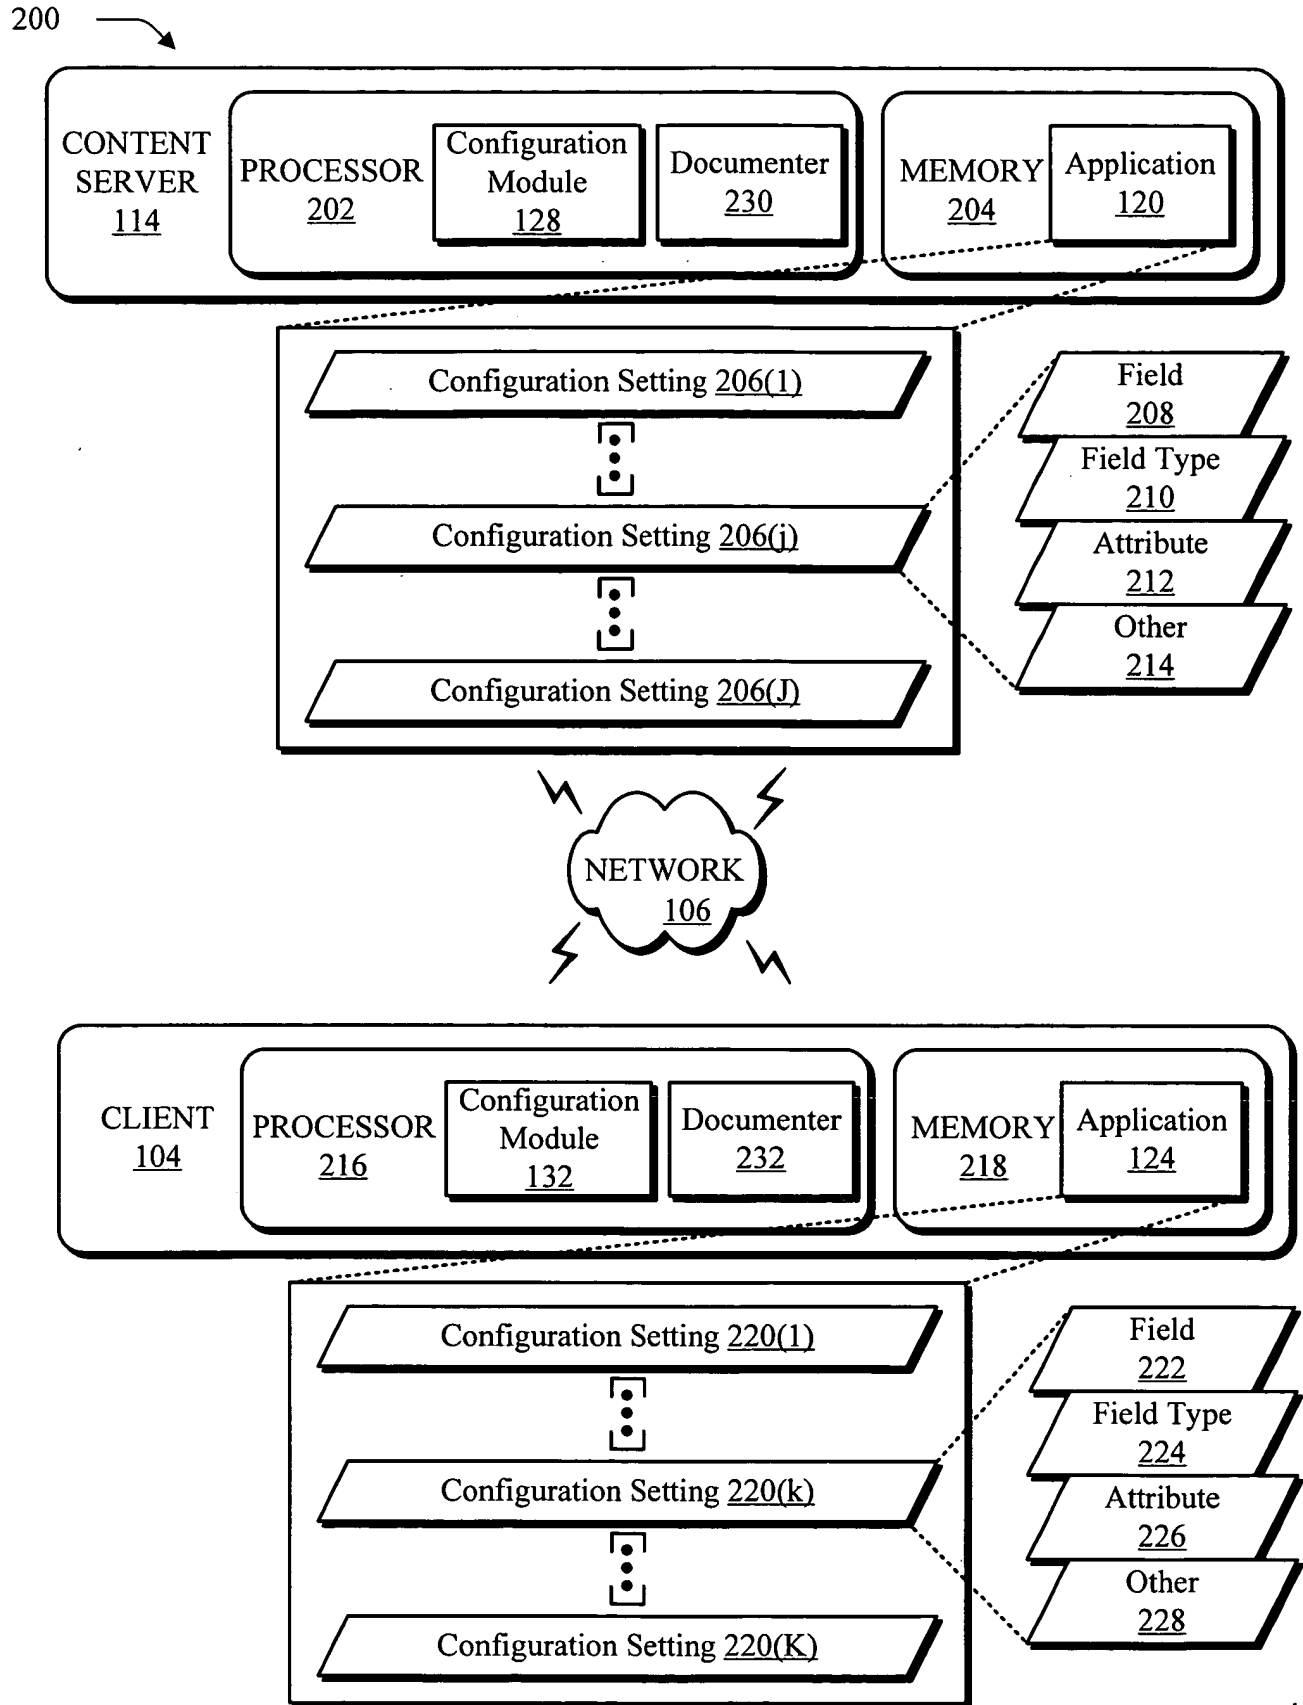 200
CONTENT
SERVER
114
PROCESSOR
202
Configuration
Module
128
Documenter
230
MEMORY
204
Application
120
Configuration Setting 206(1)
Configuration Setting 206(j)
Configuration Setting 206(J)
Field
208
Field Type
210
Attribute
212
Other
214
NETWORK
106
CLIENT
104
PROCESSOR
216
Configuration
Module
132
Documenter
232
MEMORY
218
Application
124
Configuration Setting 220(1)
Configuration Setting 220(k)
Configuration Setting 220(K)
Field
222
Field Type
224
Attribute
226
Other
228